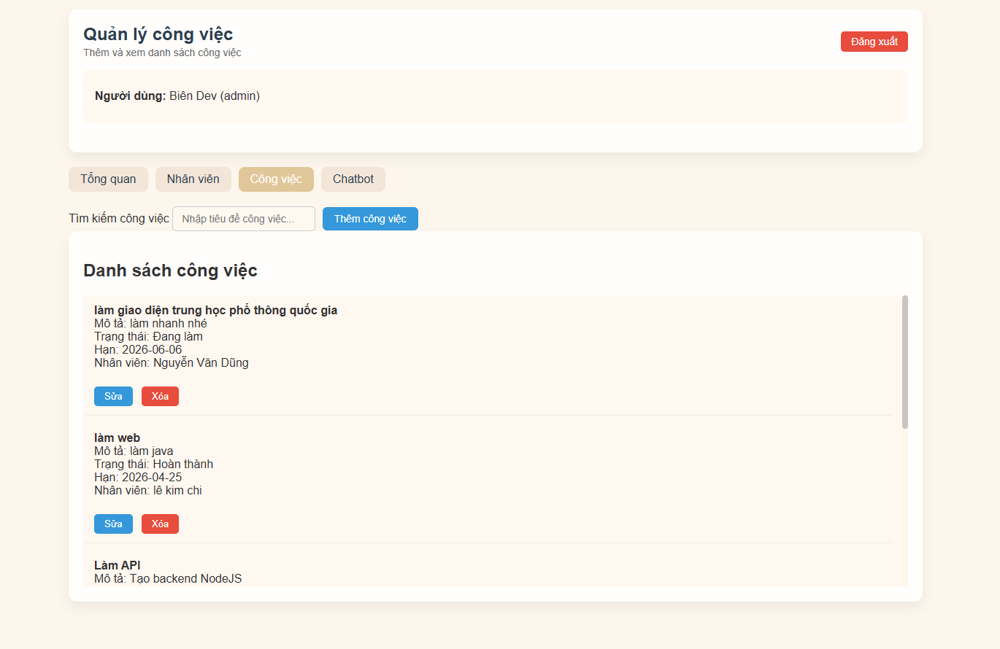 Quản lý công việc
Thêm và xem danh sách công việc
Đăng xuất
Người dùng: Biên Dev (admin)
Tổng quan
Nhân viên
Công việc
Chatbot
Tìm kiếm công việc
Nhập tiêu đề công việc...
Thêm công việc
Danh sách công việc
làm giao diện trung học phổ thông quốc gia
Mô tả: làm nhanh nhé
Trạng thái: Đang làm
Hạn: 2026-06-06
Nhân viên: Nguyễn Văn Dũng
Sửa
Xóa
làm web
Mô tả: làm java
Trạng thái: Hoàn thành
Hạn: 2026-04-25
Nhân viên: lê kim chi
Sửa
Xóa
Làm API
Mô tả: Tạo backend NodeJS